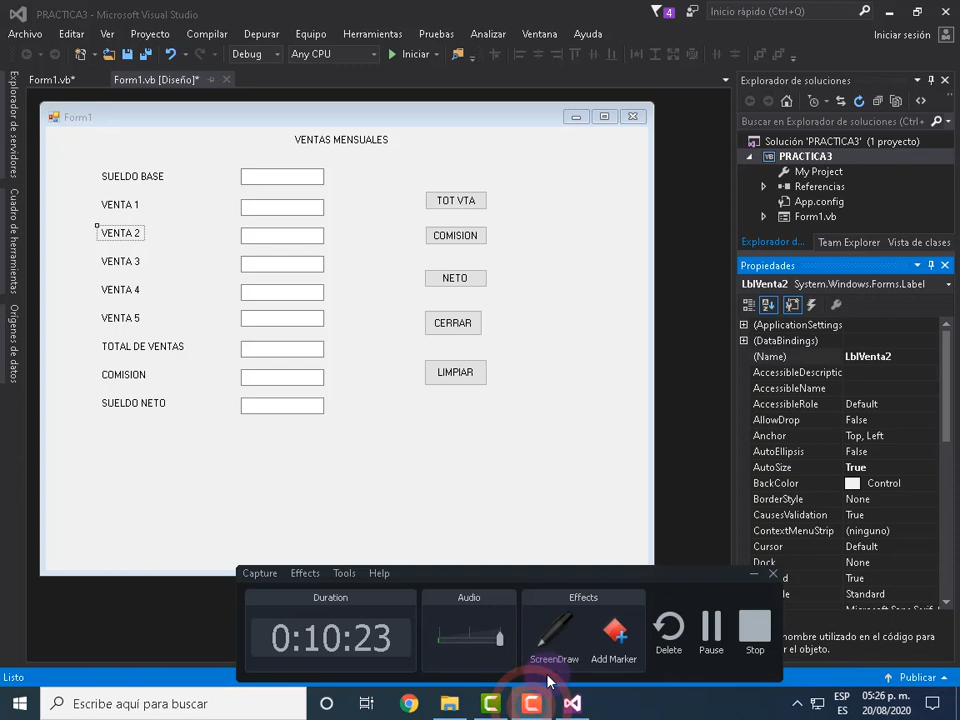 PRACTICA3 - Microsoft Visual Studio
4
Inicio rápido (Ctrl+Q)
Archivo Editar Ver Proyecto Compilar Depurar Equipo Herramientas Prueba Analizar Ventana Ayuda
Iniciar sesión
Debug Any CPU Iniciar
Form1.vb* Form1.vb [Diseño]*
Explorador de servidores
Cuadro de herramientas
Orígenes de datos
Form1
VENTAS MENSUALES
SUELDO BASE
VENTA 1
TOT VTA
VENTA 2
COMISION
VENTA 3
NETO
VENTA 4
VENTA 5
CERRAR
TOTAL DE VENTAS
COMISION
LIMPIAR
SUELDO NETO
Explorador de soluciones
Buscar en Explorador de soluciones (Ctrl+
Solución 'PRACTICA3' (1 proyecto)
VB PRACTICA3
My Project
Referencias
App.config
Form1.vb
Explorador d... Team Explorer Vista de clases
Propiedades
LblVenta2 System.Windows.Forms.Label
(ApplicationSettings
(DataBindings)
(Name) LblVenta2
AccessibleDescriptic
AccessibleName
AccessibleRole Default
AllowDrop False
Anchor Top, Left
AutoEllipsis False
AutoSize True
BackColor Control
BorderStyle None
CausesValidation True
ContextMenuStrip (ninguno)
Cursor Default
Dock None
True
Standard
nombre utilizado en el código para
Capture Effects Tools Help
Duration
0:10:23
Audio
Effects
ScreenDraw Add Marker
Delete Pause Stop
Listo
Publicar
Escribe aquí para buscar
ESP
ES
05:26 p. m.
20/08/2020